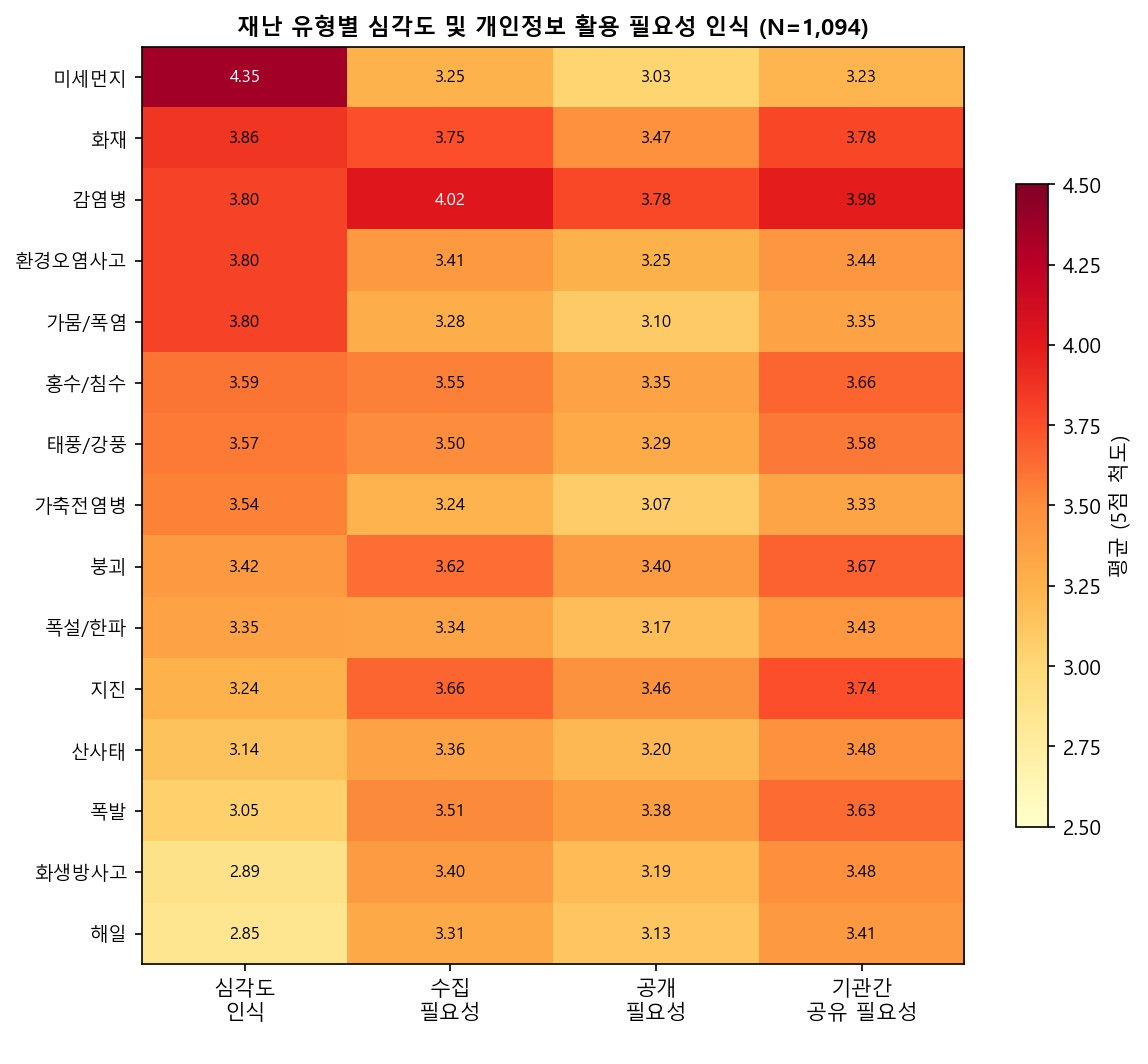 재난 유형별 심각도 및 개인정보 활용 필요성 인식 (N=1,094)
미세먼지 4.35 3.25 3.03 3.23
화재 3.86 3.75 3.47 3.78
감염병 3.80 4.02 3.78 3.98
환경오염사고 3.80 3.41 3.25 3.44
가뭄/폭염 3.80 3.28 3.10 3.35
홍수/침수 3.59 3.55 3.35 3.66
태풍/강풍 3.57 3.50 3.29 3.58
가축전염병 3.54 3.24 3.07 3.33
붕괴 3.42 3.62 3.40 3.67
폭설/한파 3.35 3.34 3.17 3.43
지진 3.24 3.66 3.46 3.74
산사태 3.14 3.36 3.20 3.48
폭발 3.05 3.51 3.38 3.63
화생방사고 2.89 3.40 3.19 3.48
해일 2.85 3.31 3.13 3.41
심각도 수집 공개 기관간
인식 필요성 필요성 공유 필요성
4.50
4.25
4.00
3.75
3.50
3.25
3.00
2.75
2.50
평균 (5점 척도)